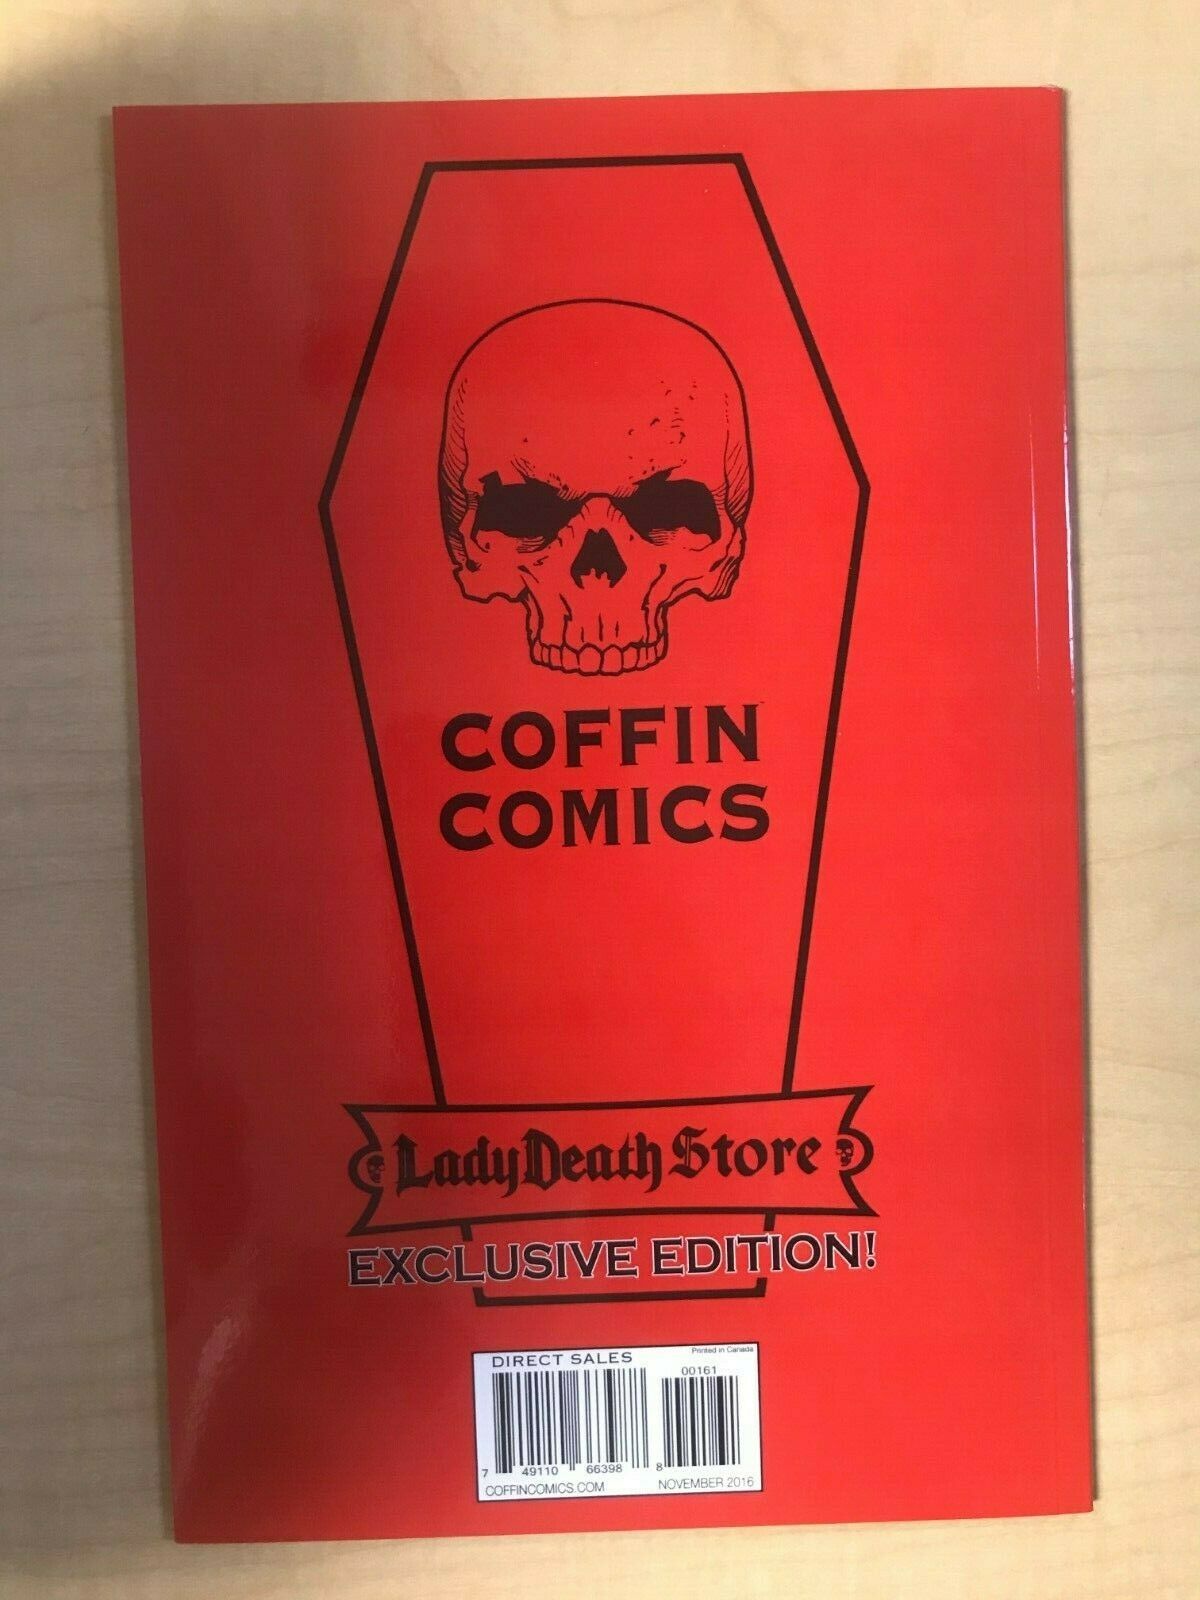 COFFIN™
COMICS
Lady Death Store
EXCLUSIVE EDITION!
DIRECT SALES
Printed in Canada
00161
7 49110 66398 8
COFFINCOMICS.COM
NOVEMBER 2016